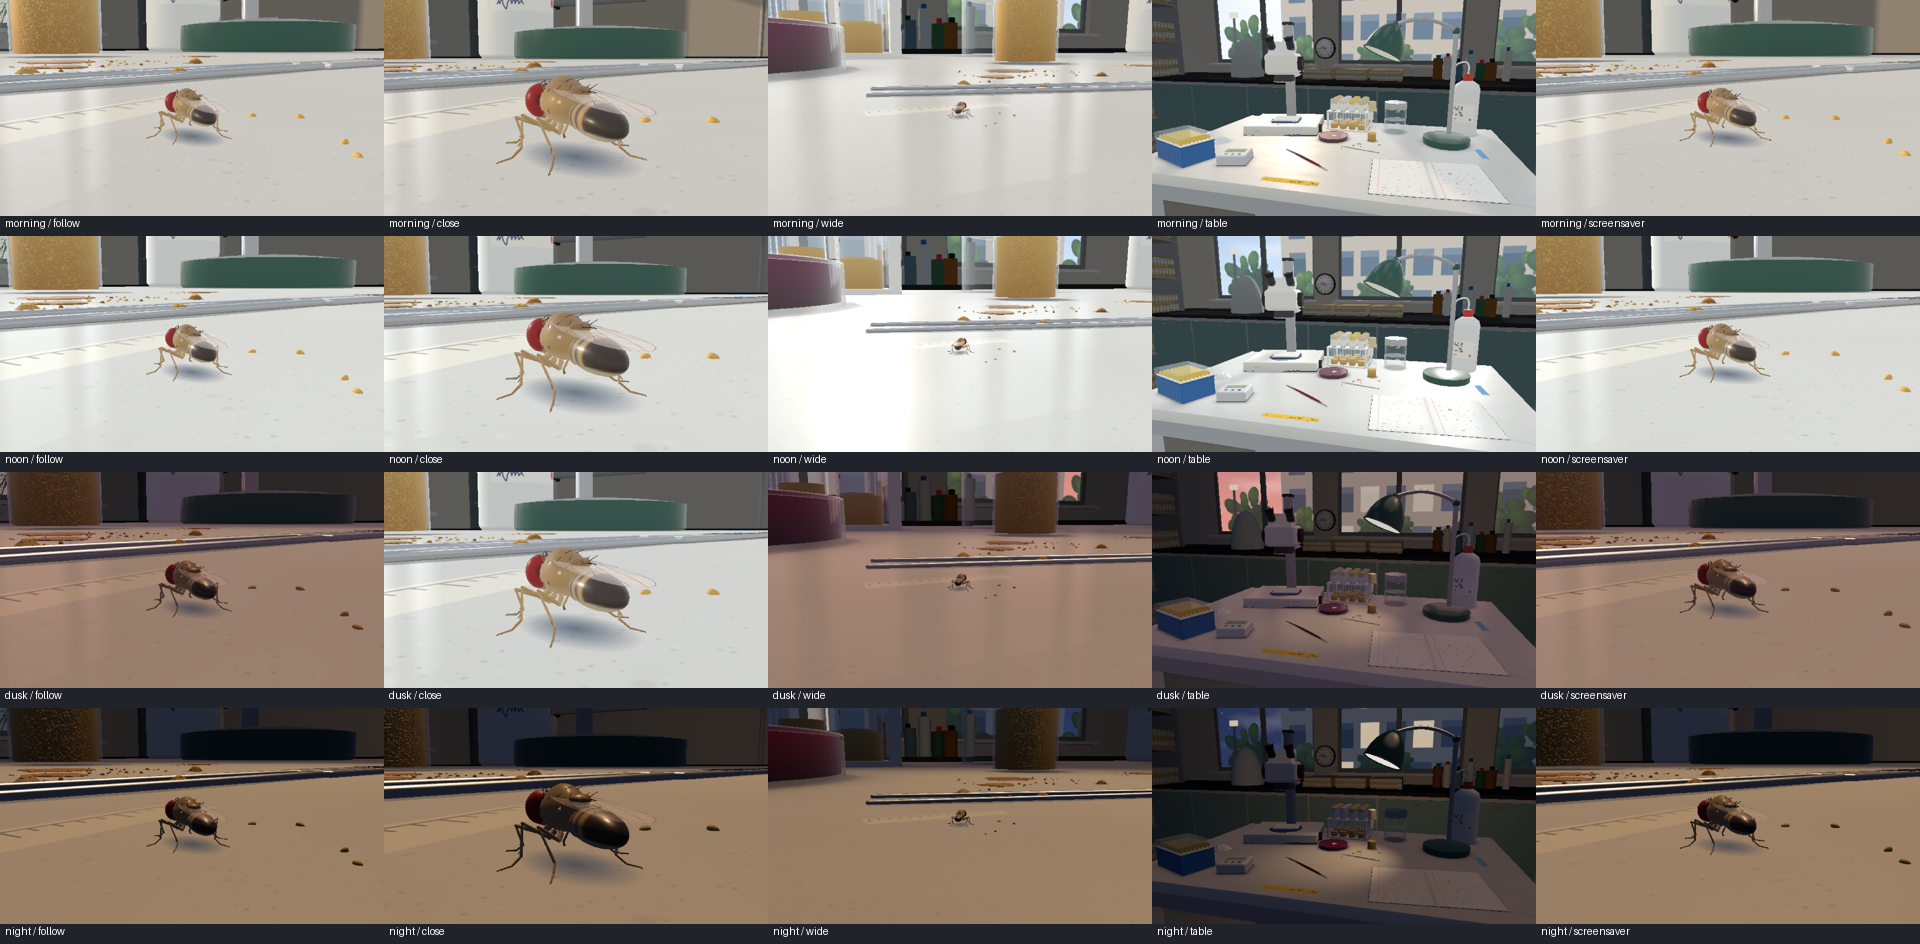 morning / follow
morning / close
morning / wide
morning / table
morning / screensaver
noon / follow
noon / close
noon / wide
noon / table
noon / screensaver
dusk / follow
dusk / close
dusk / wide
dusk / table
dusk / screensaver
night / follow
night / close
night / wide
night / table
night / screensaver